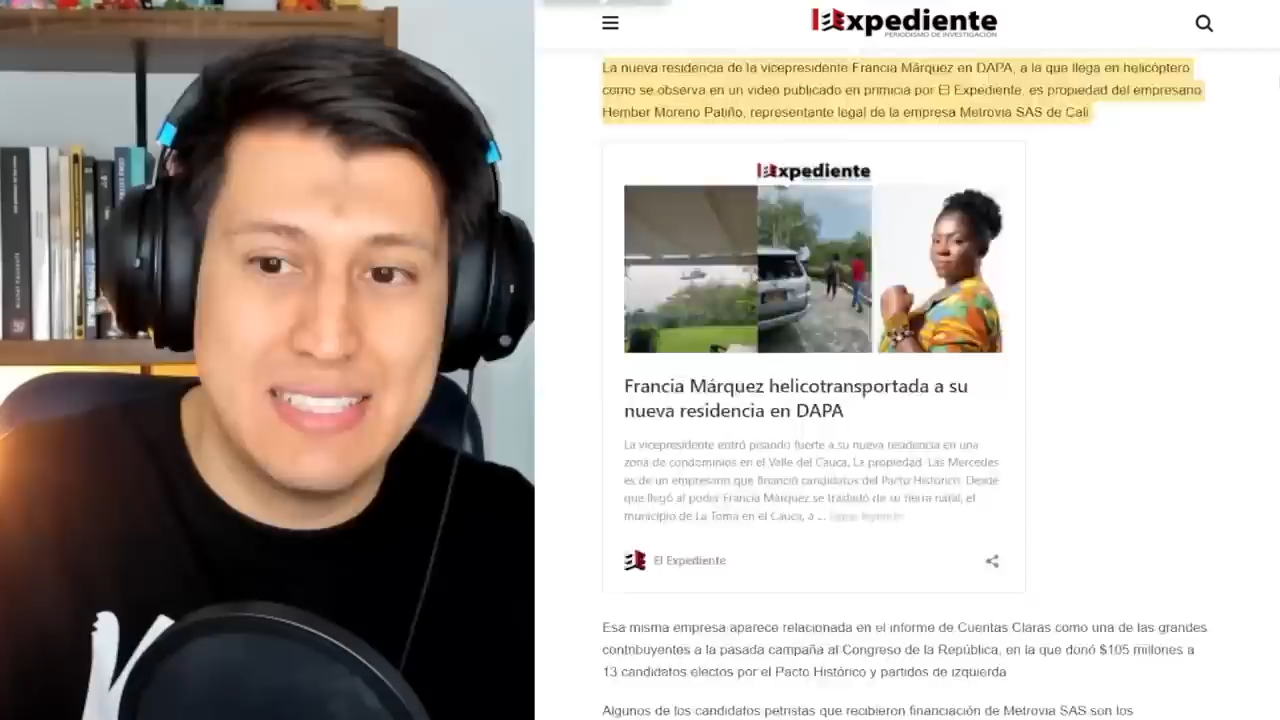 El Expediente
PERIODISMO DE INVESTIGACIÓN
La nueva residencia de la vicepresidente Francia Márquez en DAPA, a la que llega en helicóptero
como se observa en un video publicado en primicia por El Expediente, es propiedad del empresario
Hember Moreno Patiño, representante legal de la empresa Metrovia SAS de Cali
El Expediente
Francia Márquez helicotransportada a su
nueva residencia en DAPA
La vicepresidente entró pisando fuerte a su nueva residencia en una
zona de condominios en el Valle del Cauca. La propiedad Las Mercedes
es de un empresario que financió candidatos del Pacto Histórico. Desde
que llegó al poder Francia Márquez se trasladó de su tierra natal, el
municipio de La Toma en el Cauca, a ...
El Expediente
Esa misma empresa aparece relacionada en el informe de Cuentas Claras como una de las grandes
contribuyentes a la pasada campaña al Congreso de la República, en la que donó $105 millones a
13 candidatos electos por el Pacto Histórico y partidos de izquierda
Algunos de los candidatos petristas que recibieron financiación de Metrovia SAS son los